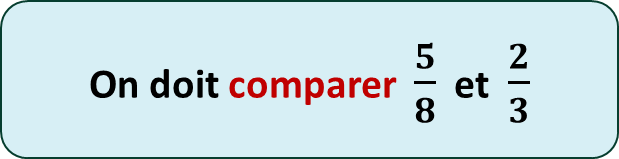 On doit comparer 5/8 et 2/3